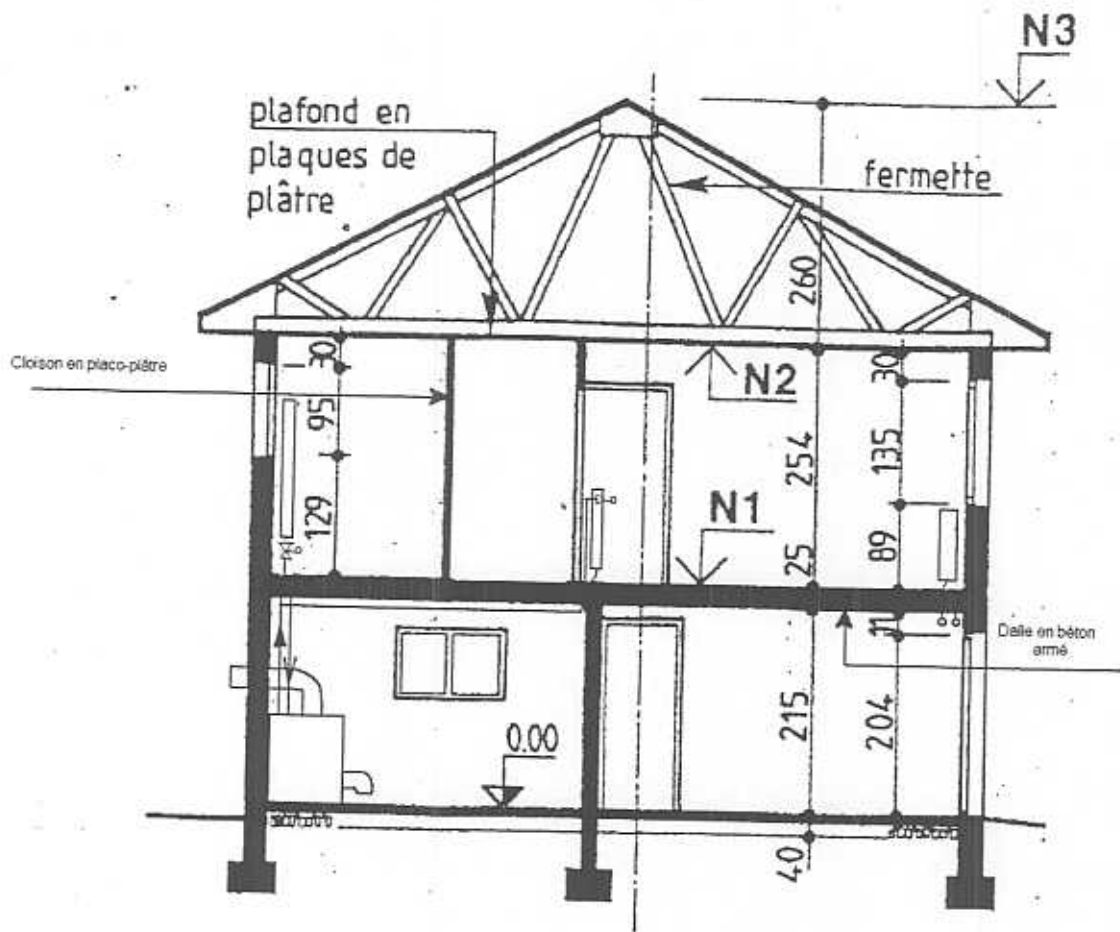 N3
plafond en
plaques de
plâtre
fermette
260
Cloison en placo-plâtre
30
95
129
N2
N1
254
25
30
135
89
11
Dalle en béton
armé
215
204
0.00
40